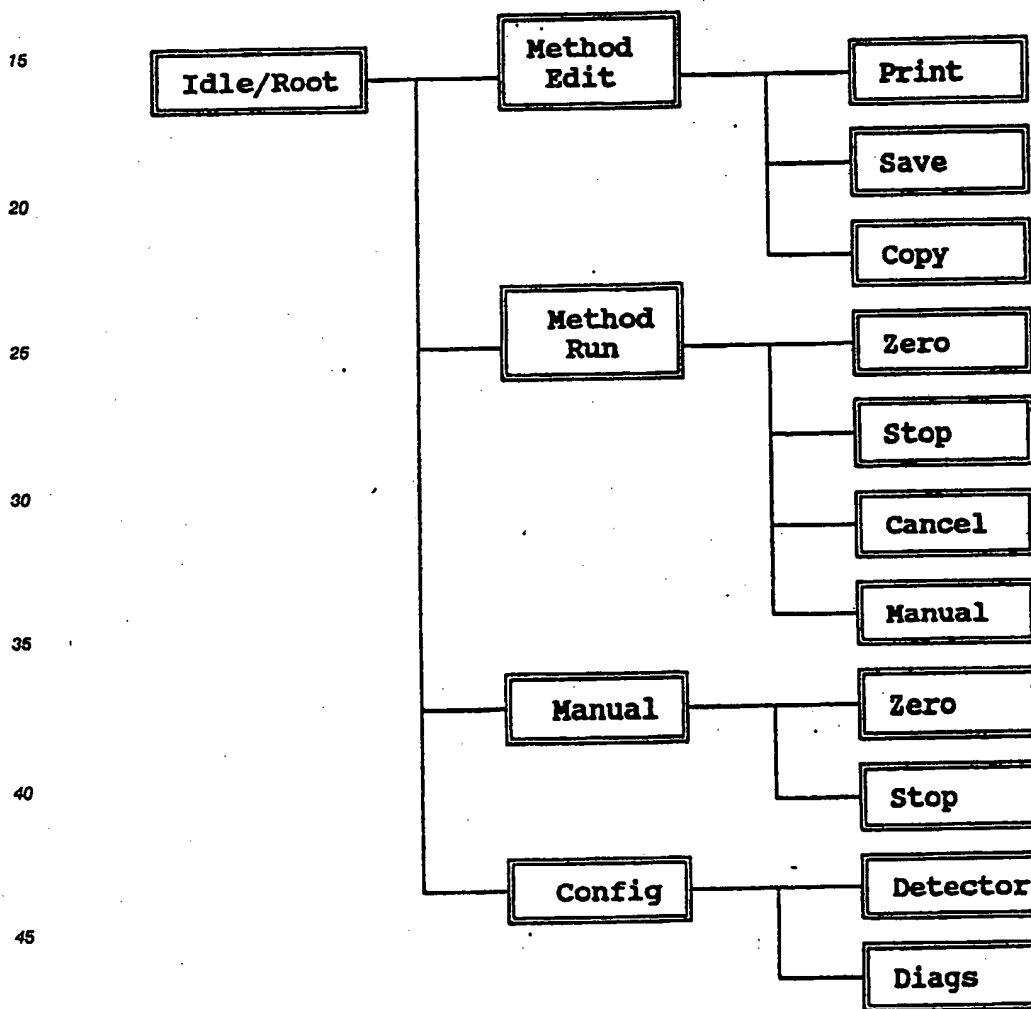 15
Idle/Root
Method
Edit
Print
Save
20
Copy
Method
Run
25
Zero
Stop
30
Cancel
Manual
35
Manual
Zero
40
Stop
Config
Detector
45
Diags